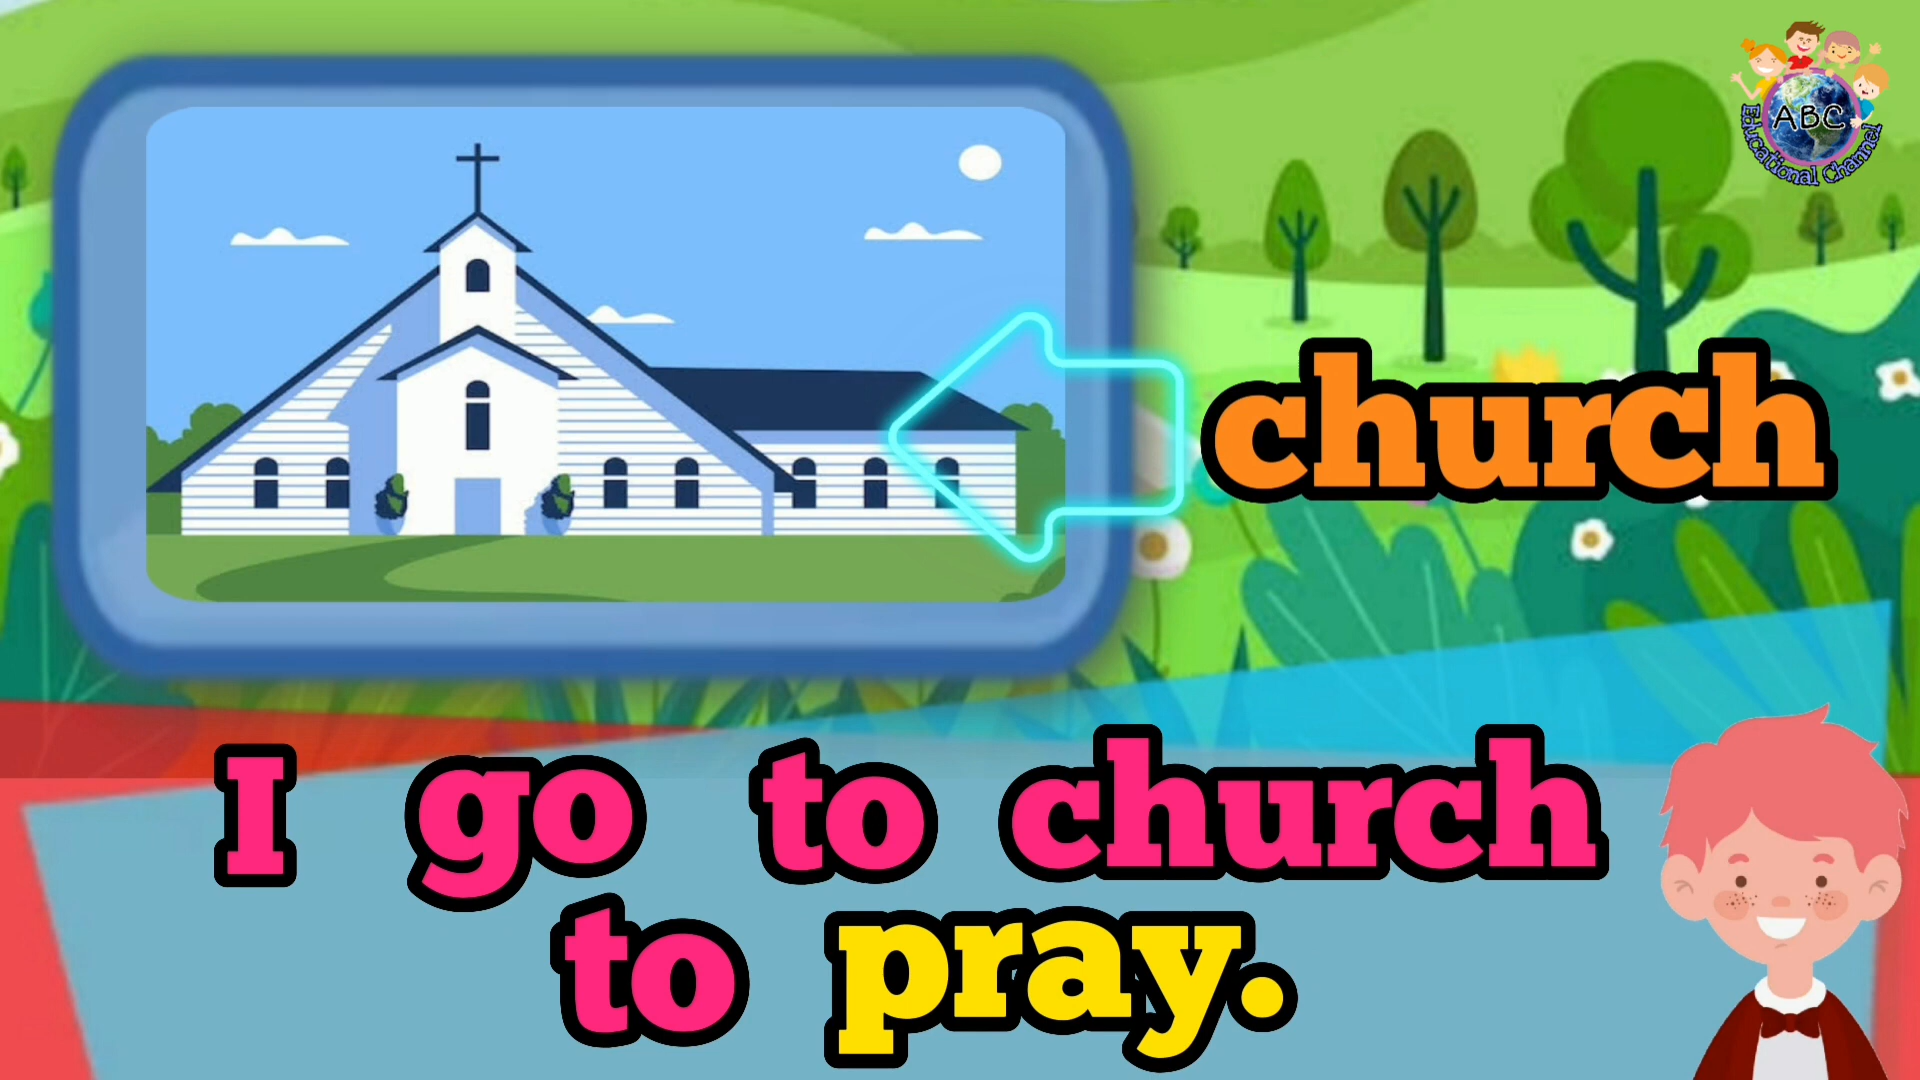 ABC
Educational Channel
church
I go to church
to pray.